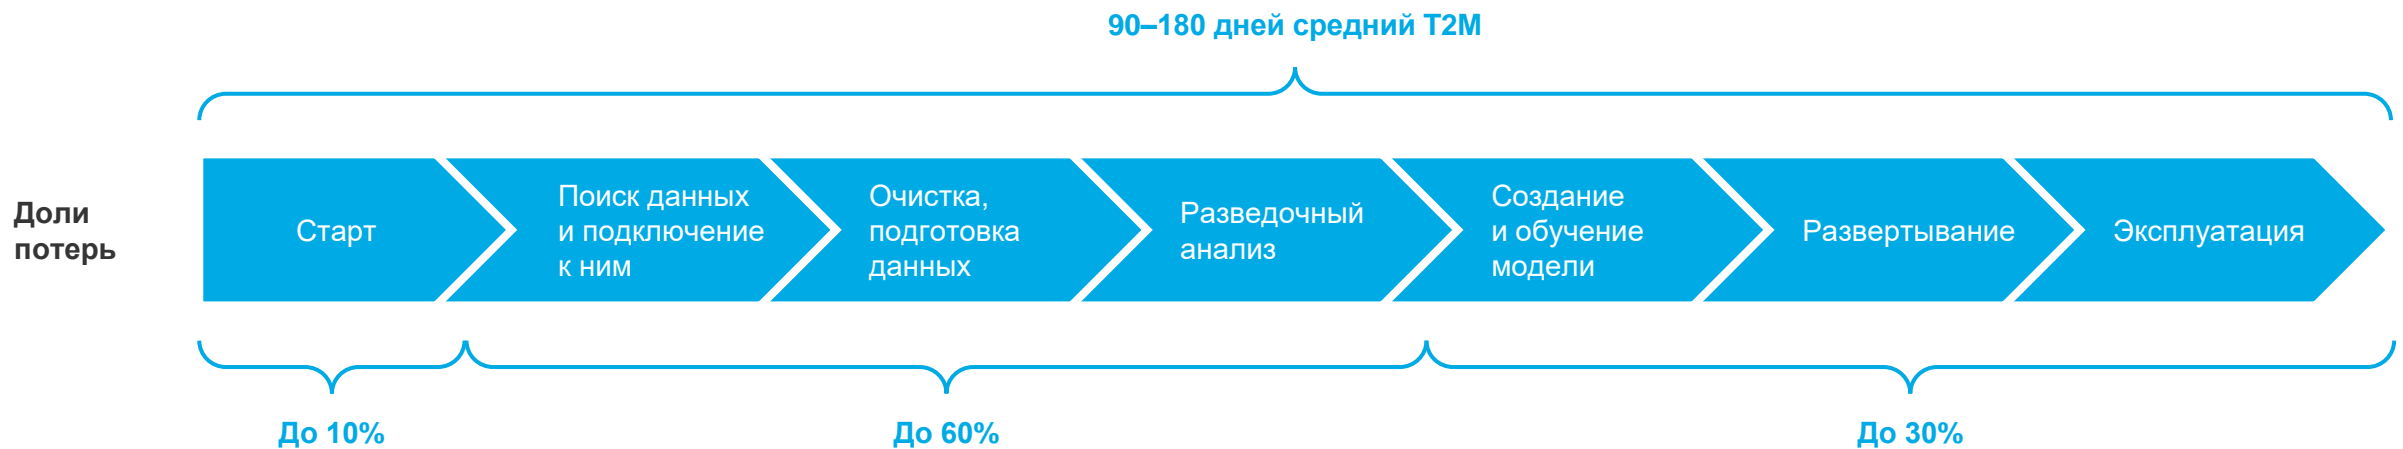 90–180 дней средний T2M
Доли
потерь
Старт
Поиск данных
и подключение
к ним
Очистка,
подготовка
данных
Разведочный
анализ
Создание
и обучение
модели
Развертывание
Эксплуатация
До 10%
До 60%
До 30%